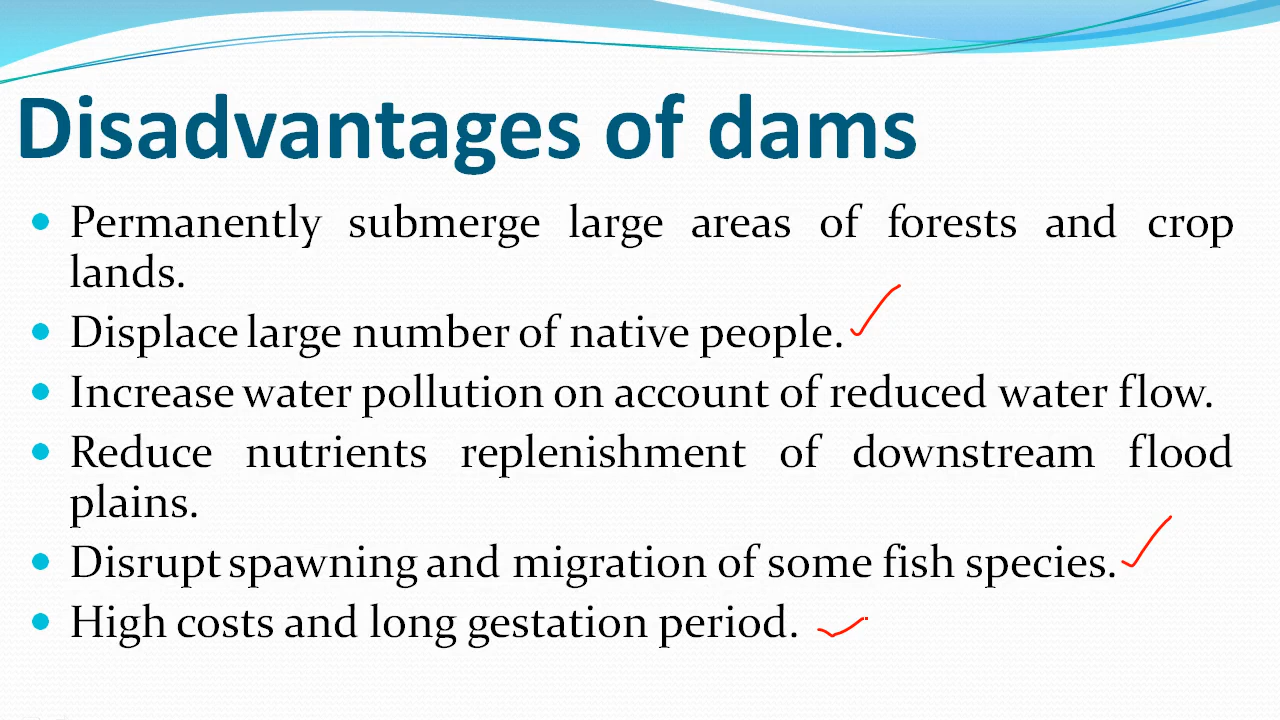 Disadvantages of dams
• Permanently submerge large areas of forests and crop
lands.
• Displace large number of native people.
• Increase water pollution on account of reduced water flow.
• Reduce nutrients replenishment of downstream flood
plains.
• Disrupt spawning and migration of some fish species.
• High costs and long gestation period.